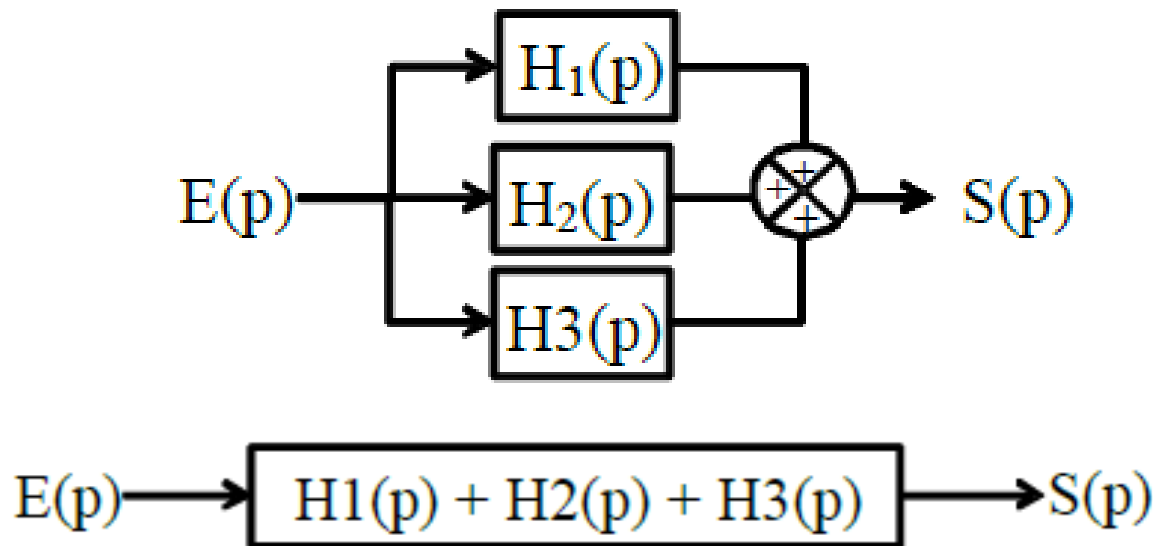 H₁(p)
E(p) H₂(p) + + + S(p)
H3(p)
E(p) H1(p) + H2(p) + H3(p) S(p)